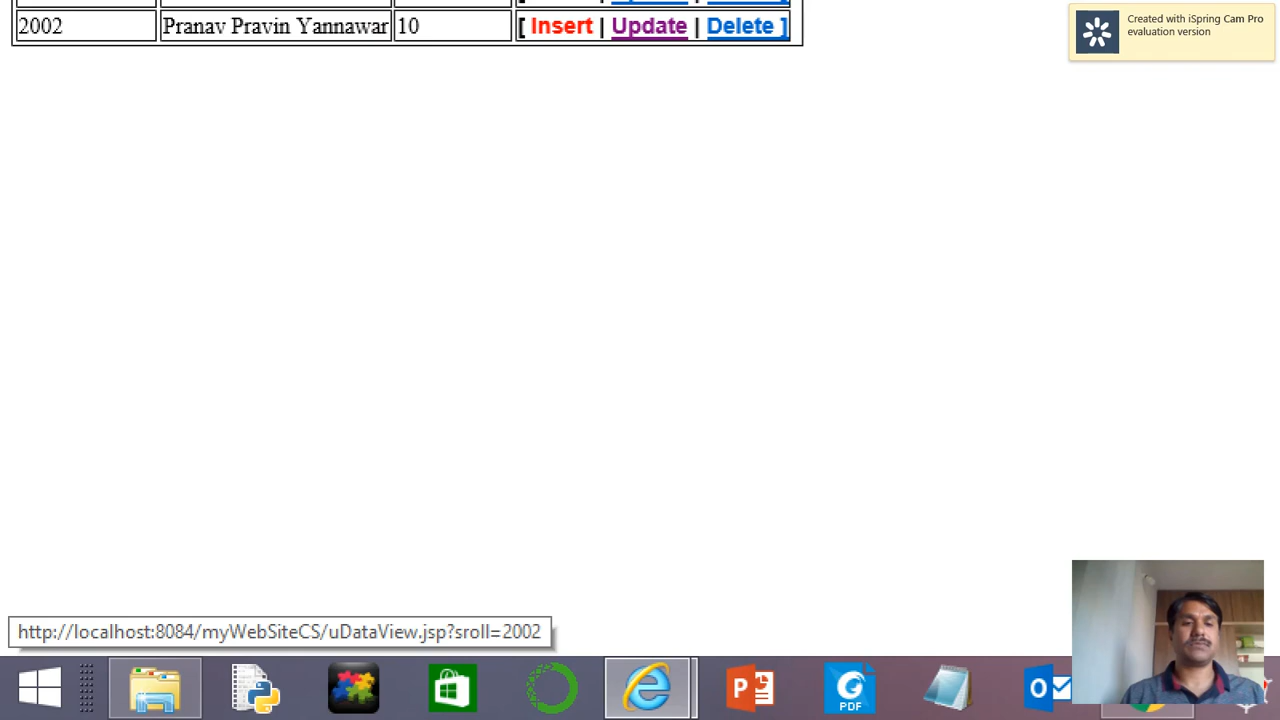 2002 Pranav Pravin Yannawar 10 [ Insert | Update | Delete ]
Created with iSpring Cam Pro
evaluation version
http://localhost:8084/myWebSiteCS/uDataView.jsp?sroll=2002
P
PDF
O